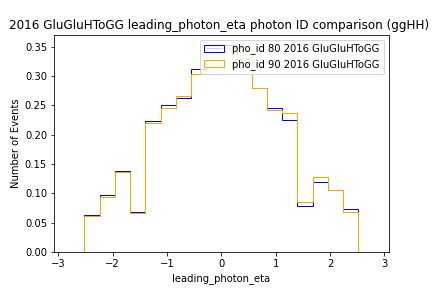 2016 GluGluHToGG leading_photon_eta photon ID comparison (ggHH)
pho_id 80 2016 GluGluHToGG
pho_id 90 2016 GluGluHToGG
Number of Events
0.35
0.30
0.25
0.20
0.15
0.10
0.05
0.00
−3 −2 −1 0 1 2 3
leading_photon_eta